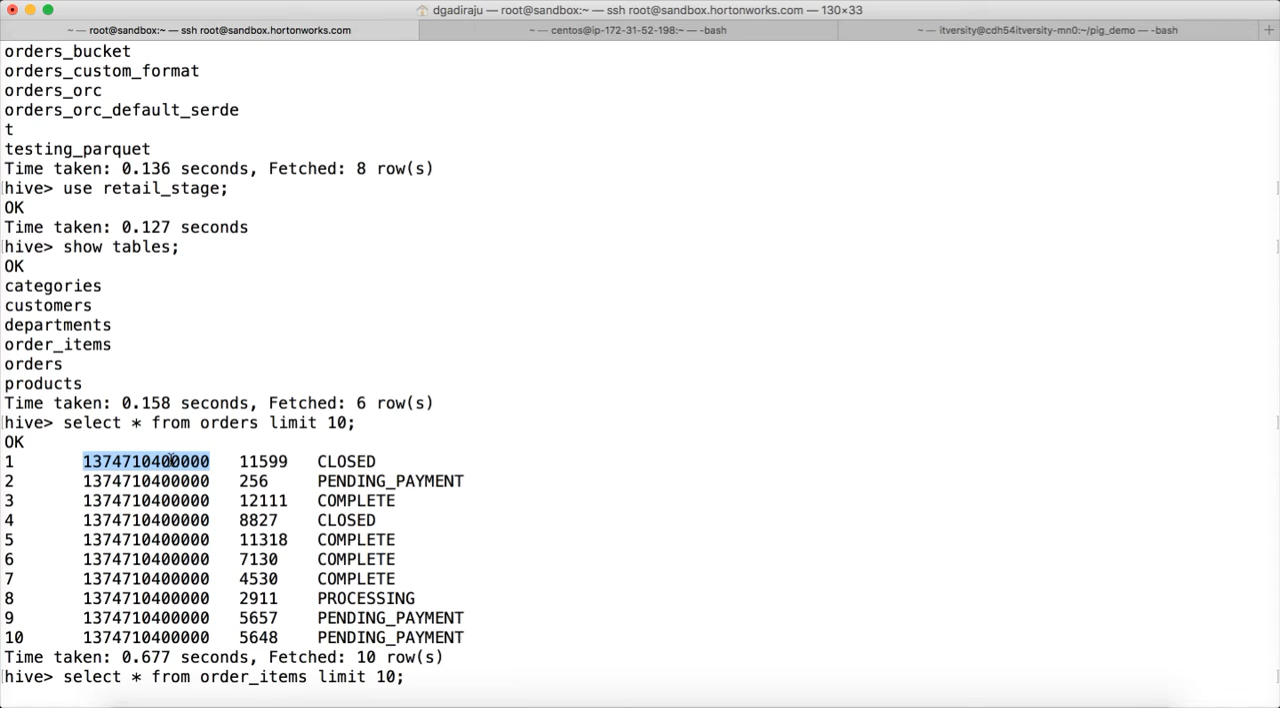 dgadiraju — root@sandbox:~ — ssh root@sandbox.hortonworks.com — 130×33
~ — root@sandbox:~ — ssh root@sandbox.hortonworks.com
~ — centos@ip-172-31-52-198:~ — -bash
~ — itversity@cdh54itversity-mn0:~/pig_demo — -bash
orders_bucket
orders_custom_format
orders_orc
orders_orc_default_serde
t
testing_parquet
Time taken: 0.136 seconds, Fetched: 8 row(s)
hive> use retail_stage;
OK
Time taken: 0.127 seconds
hive> show tables;
OK
categories
customers
departments
order_items
orders
products
Time taken: 0.158 seconds, Fetched: 6 row(s)
hive> select * from orders limit 10;
OK
1 1374710400000 11599 CLOSED
2 1374710400000 256 PENDING_PAYMENT
3 1374710400000 12111 COMPLETE
4 1374710400000 8827 CLOSED
5 1374710400000 11318 COMPLETE
6 1374710400000 7130 COMPLETE
7 1374710400000 4530 COMPLETE
8 1374710400000 2911 PROCESSING
9 1374710400000 5657 PENDING_PAYMENT
10 1374710400000 5648 PENDING_PAYMENT
Time taken: 0.677 seconds, Fetched: 10 row(s)
hive> select * from order_items limit 10;